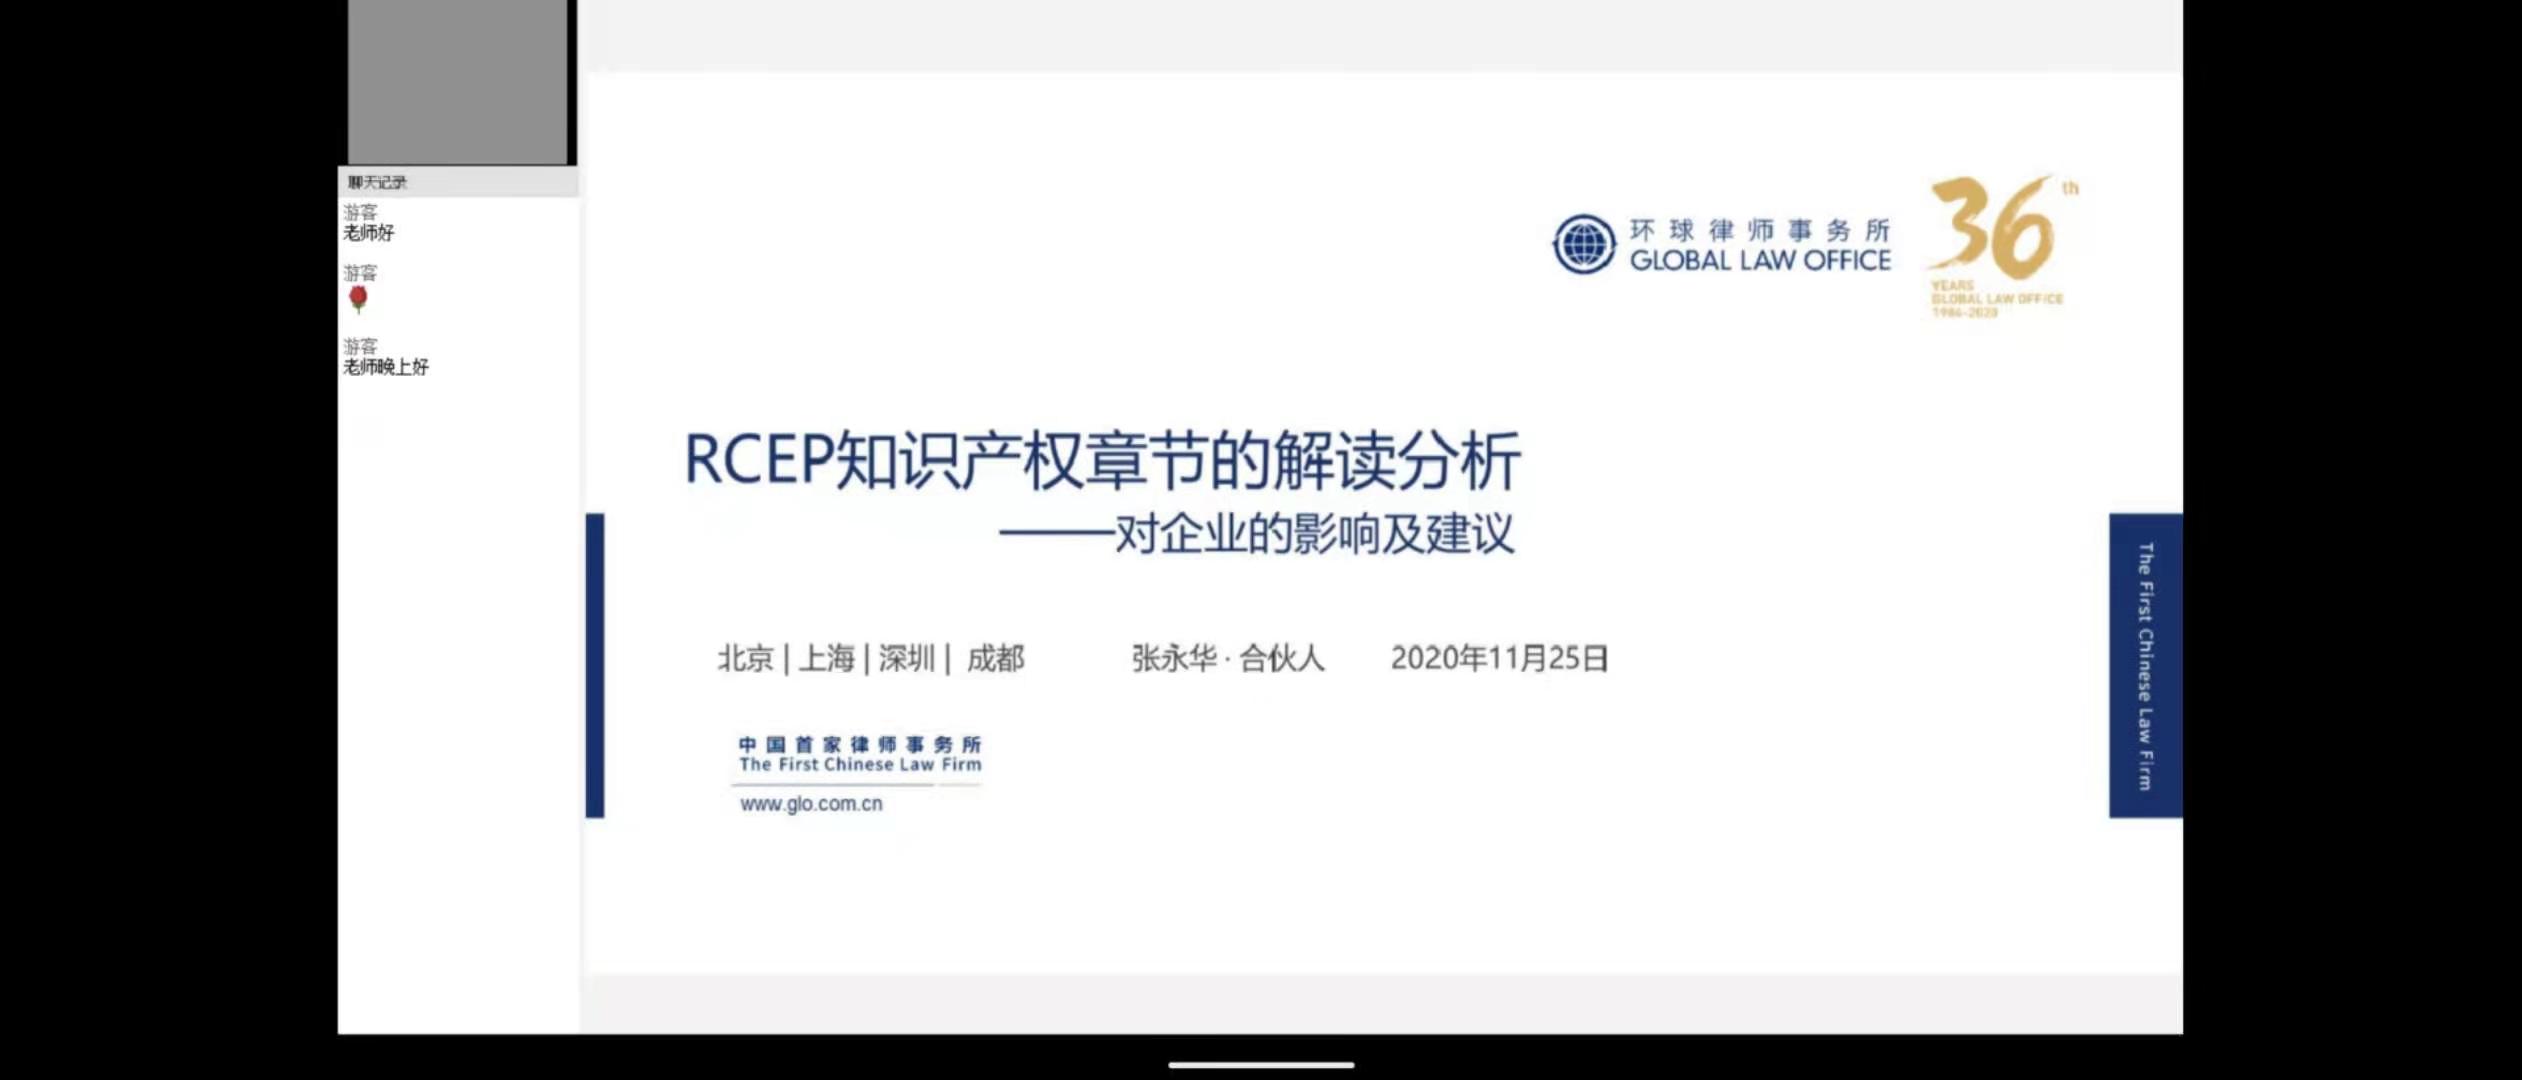 聊天记录
游客
老师好
游客
游客
老师晚上好
环球律师事务所
GLOBAL LAW OFFICE
36th
YEARS
GLOBAL LAW OFFICE
1984-2020
RCEP知识产权章节的解读分析
——对企业的影响及建议
北京 | 上海 | 深圳 | 成都 张永华 · 合伙人 2020年11月25日
中国首家律师事务所
The First Chinese Law Firm
www.glo.com.cn
The First Chinese Law Firm